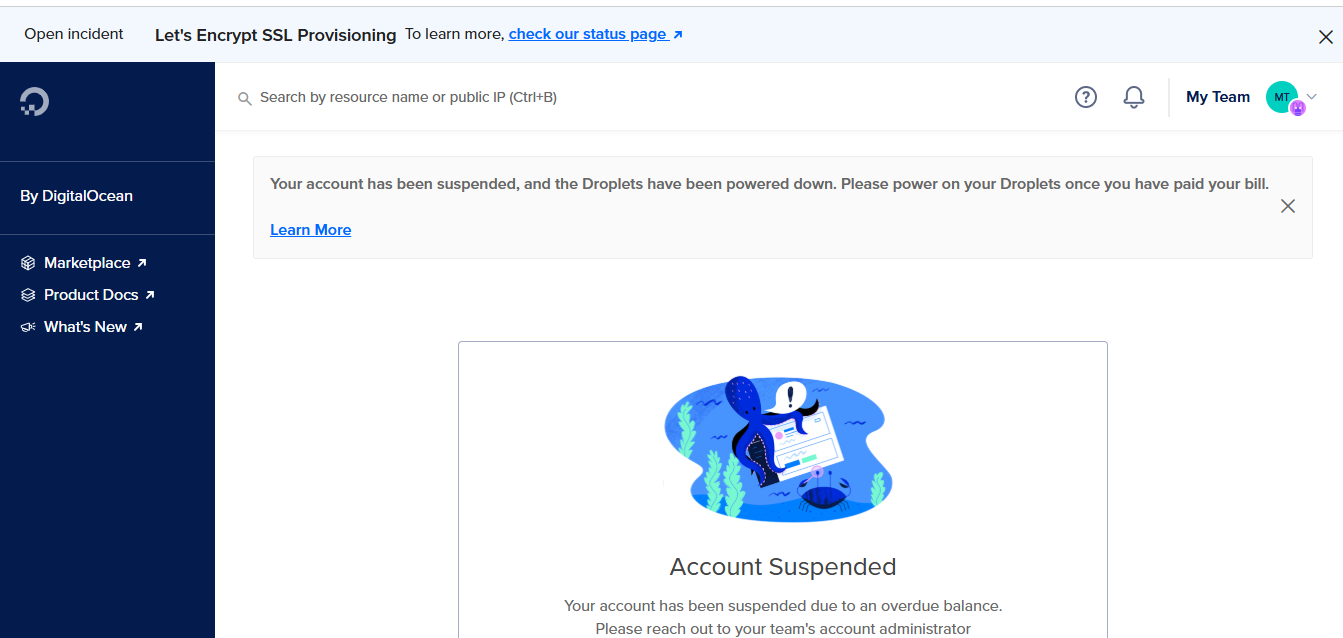 Open incident Let's Encrypt SSL Provisioning To learn more, check our status page
Search by resource name or public IP (Ctrl+B)
My Team
MT
By DigitalOcean
Your account has been suspended, and the Droplets have been powered down. Please power on your Droplets once you have paid your bill.
Learn More
Marketplace
Product Docs
What's New
!
Account Suspended
Your account has been suspended due to an overdue balance.
Please reach out to your team's account administrator